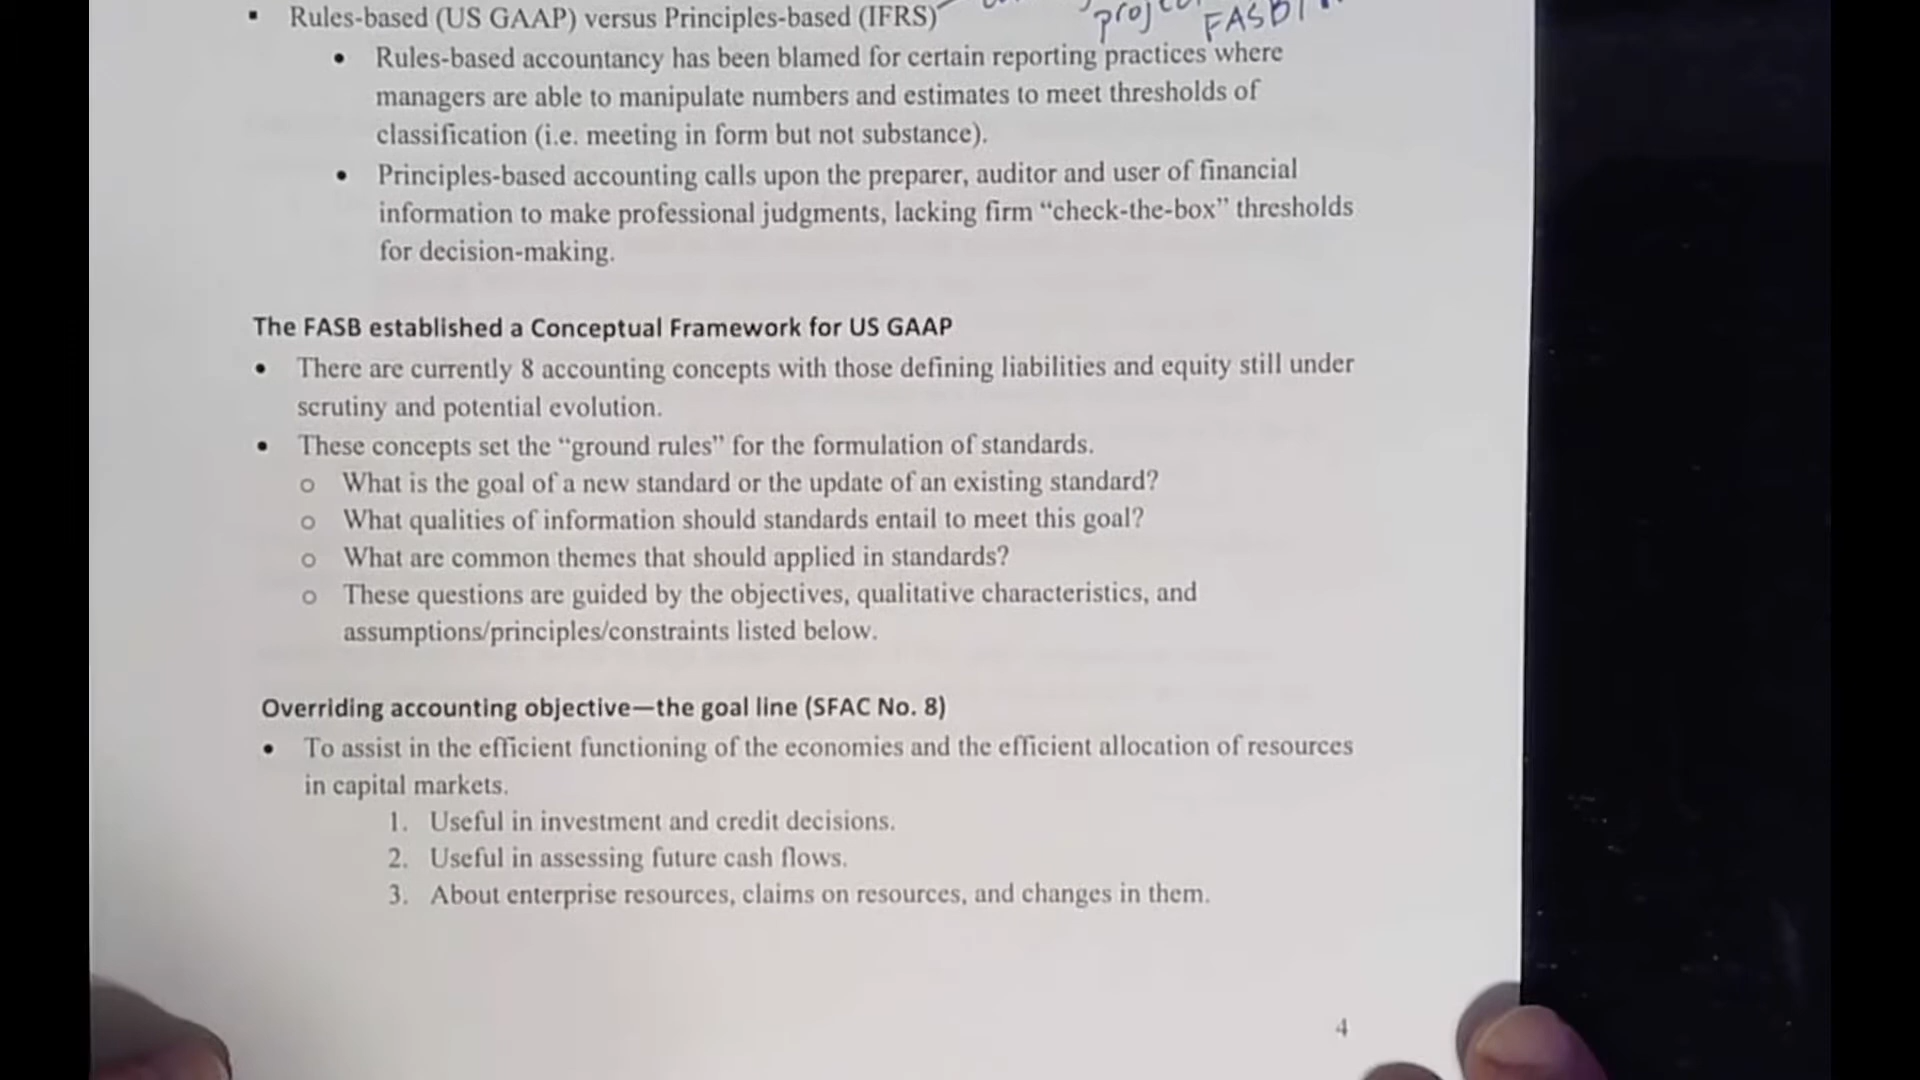 ▪ Rules-based (US GAAP) versus Principles-based (IFRS)
FASB
• Rules-based accountancy has been blamed for certain reporting practices where
managers are able to manipulate numbers and estimates to meet thresholds of
classification (i.e. meeting in form but not substance).
• Principles-based accounting calls upon the preparer, auditor and user of financial
information to make professional judgments, lacking firm “check-the-box” thresholds
for decision-making.
The FASB established a Conceptual Framework for US GAAP
• There are currently 8 accounting concepts with those defining liabilities and equity still under
scrutiny and potential evolution.
• These concepts set the “ground rules” for the formulation of standards.
o What is the goal of a new standard or the update of an existing standard?
o What qualities of information should standards entail to meet this goal?
o What are common themes that should applied in standards?
o These questions are guided by the objectives, qualitative characteristics, and
assumptions/principles/constraints listed below.
Overriding accounting objective—the goal line (SFAC No. 8)
• To assist in the efficient functioning of the economies and the efficient allocation of resources
in capital markets.
1. Useful in investment and credit decisions.
2. Useful in assessing future cash flows.
3. About enterprise resources, claims on resources, and changes in them.
4